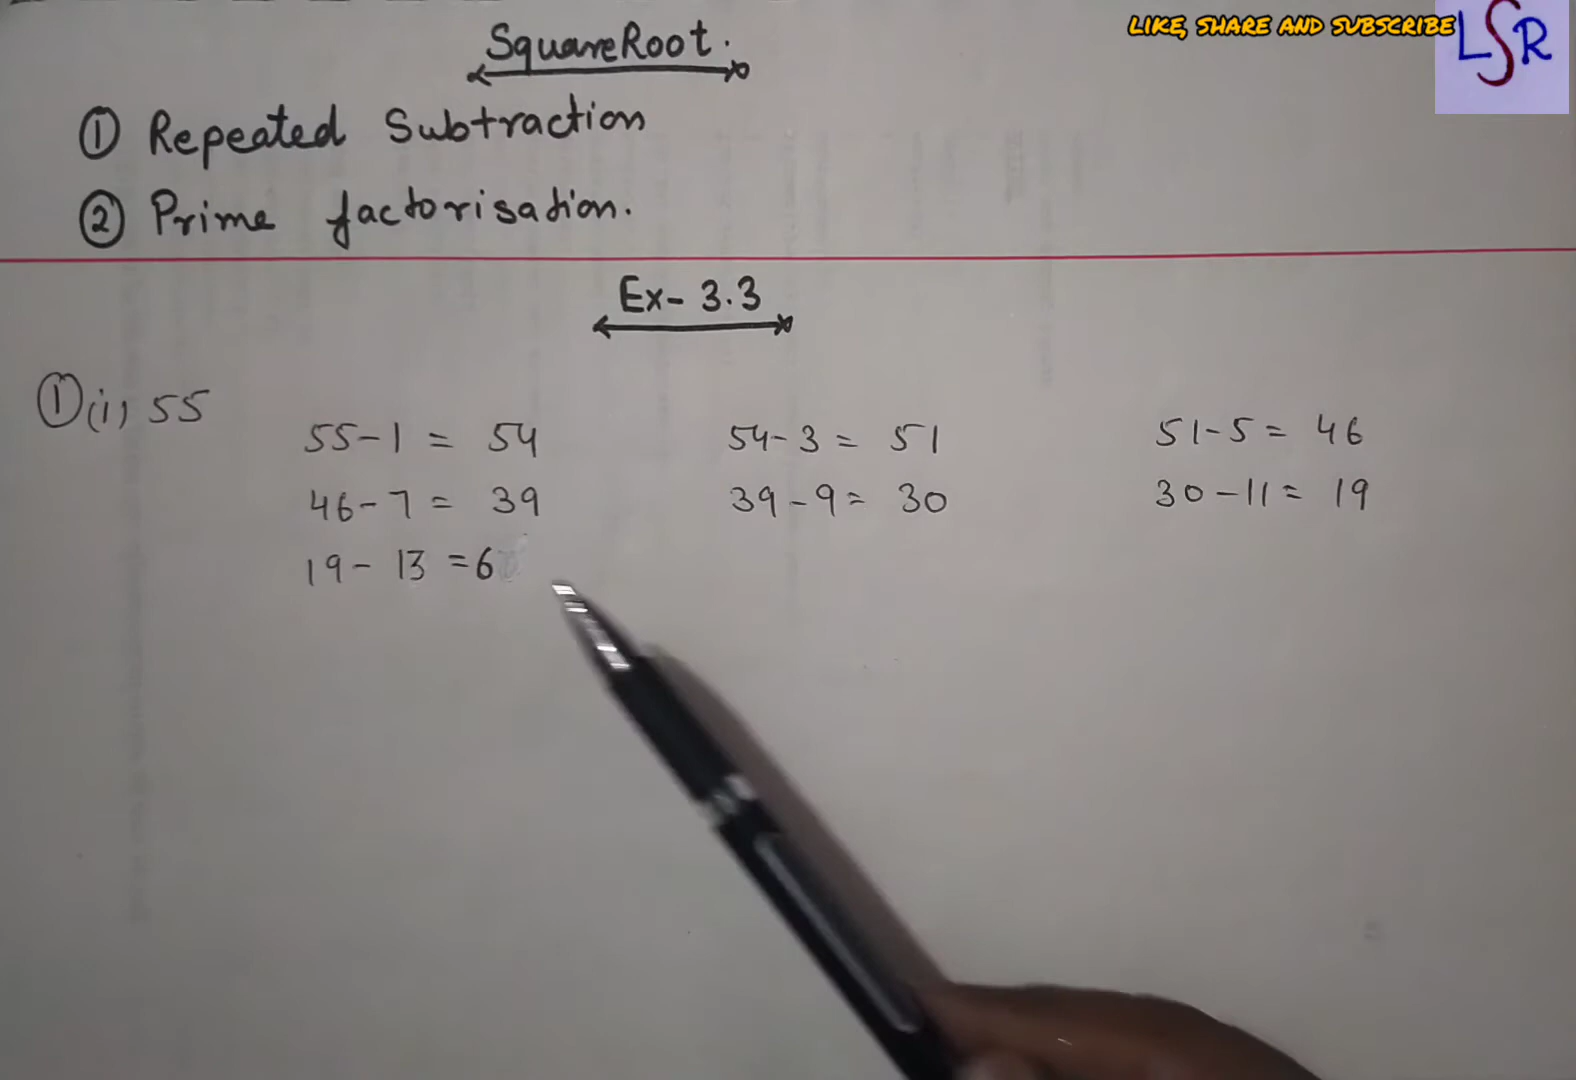 SquareRoot.
LIKE, SHARE AND SUBSCRIBE
LSR
① Repeated Subtraction
② Prime factorisation.
Ex- 3.3
① (i) 55
55-1 = 54 54-3 = 51 51-5 = 46
46-7 = 39 39-9= 30 30-11= 19
19- 13 =6